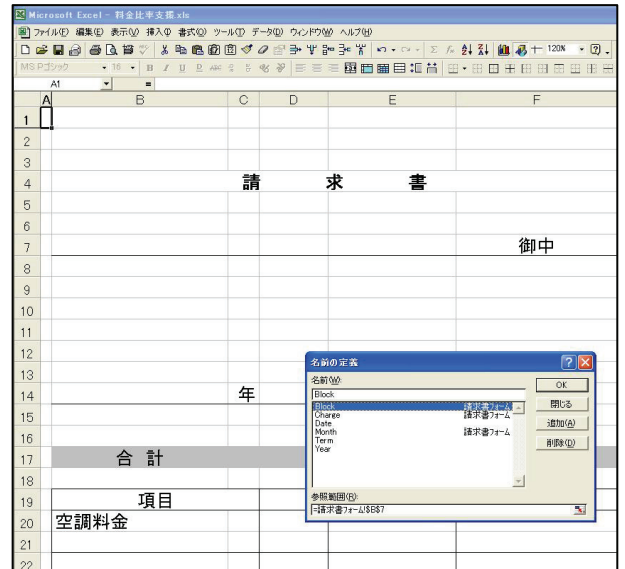 Microsoft Excel - 料金比率支援.xls
ファイル(F) 編集(E) 表示(V) 挿入(I) 書式(O) ツール(T) データ(D) ウィンドウ(W) ヘルプ(H)
120%
MS Pゴシック 16 B I U
A1 =
A B C D E F
1
2
3
4 請 求 書
5
6
7 御中
8
9
10
11
12
13
14 年
15
16
17 合 計
18
19 項目
20 空調料金
21
22
名前の定義
名前(W):
Block
Block 請求書フォーム
Charge 請求書フォーム
Date
Month 請求書フォーム
Term
Year
OK
閉じる
追加(A)
削除(D)
参照範囲(R):
=請求書フォーム!$B$7